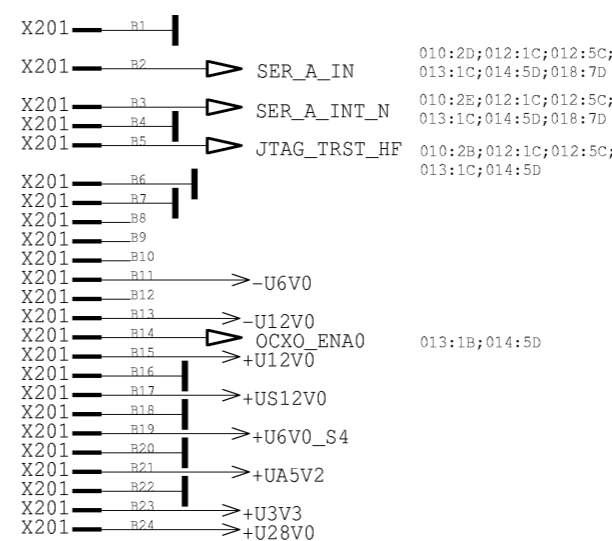 X201 B1
X201 B2 SER_A_IN 010:2D;012:1C;012:5C;
013:1C;014:5D;018:7D
X201 B3 SER_A_INT_N 010:2E;012:1C;012:5C;
013:1C;014:5D;018:7D
X201 B4
X201 B5 JTAG_TRST_HF 010:2B;012:1C;012:5C;
013:1C;014:5D
X201 B6
X201 B7
X201 B8
X201 B9
X201 B10
X201 B11 -U6V0
X201 B12
X201 B13 -U12V0
X201 B14 OCXO_ENA0 013:1B;014:5D
X201 B15 +U12V0
X201 B16
X201 B17 +US12V0
X201 B18
X201 B19 +U6V0_S4
X201 B20
X201 B21 +UA5V2
X201 B22
X201 B23 +U3V3
X201 B24 +U28V0